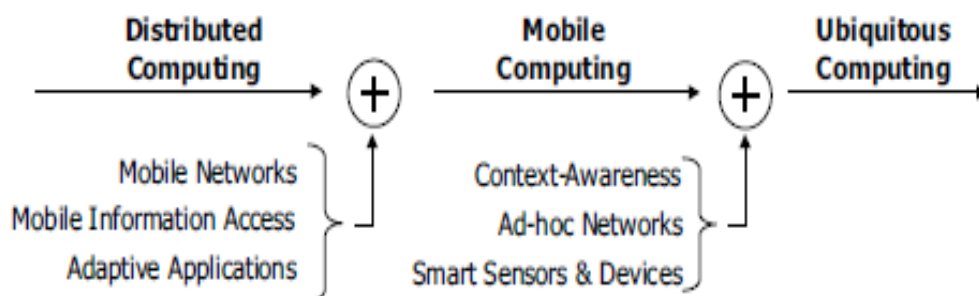 Distributed
Computing
Mobile
Computing
Ubiquitous
Computing
+
+
Mobile Networks
Mobile Information Access
Adaptive Applications
Context-Awareness
Ad-hoc Networks
Smart Sensors & Devices